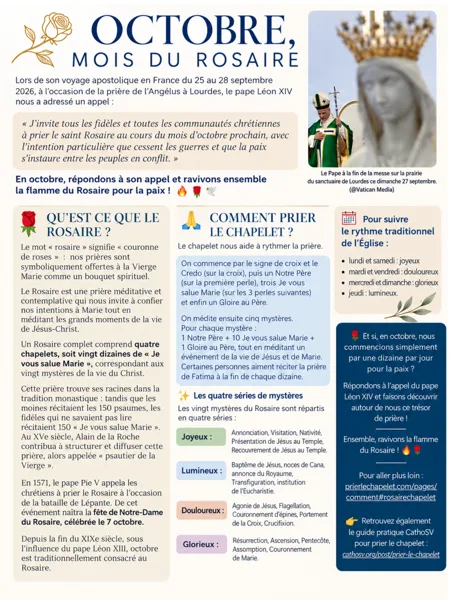 OCTOBRE,
MOIS DU ROSAIRE
Lors de son voyage apostolique en France du 25 au 28 septembre
2026, à l'occasion de la prière de l'Angélus à Lourdes, le pape Léon XIV
nous a adressé un appel :
« J'invite tous les fidèles et toutes les communautés chrétiennes
à prier le saint Rosaire au cours du mois d'octobre prochain, avec
l'intention particulière que cessent les guerres et que la paix
s'instaure entre les peuples en conflit. »
En octobre, répondons à son appel et ravivons ensemble
la flamme du Rosaire pour la paix ! 🔥 🌹 🕊️
Le Pape à la fin de la messe sur la prairie
du sanctuaire de Lourdes ce dimanche 27 septembre.
(@Vatican Media)
QU'EST CE QUE LE
ROSAIRE ?
Le mot « rosaire » signifie « couronne
de roses » : nos prières sont
symboliquement offertes à la Vierge
Marie comme un bouquet spirituel.
Le Rosaire est une prière méditative et
contemplative qui nous invite à confier
nos intentions à Marie tout en
méditant les grands moments de la vie
de Jésus-Christ.
Un Rosaire complet comprend quatre
chapelets, soit vingt dizaines de « Je
vous salue Marie », correspondant aux
vingt mystères de la vie du Christ.
Cette prière trouve ses racines dans la
tradition monastique : tandis que les
moines récitaient les 150 psaumes, les
fidèles qui ne savaient pas lire
récitaient 150 « Je vous salue Marie ».
Au XVe siècle, Alain de la Roche
contribua à structurer et diffuser cette
prière, alors appelée « psautier de la
Vierge ».
En 1571, le pape Pie V appela les
chrétiens à prier le Rosaire à l'occasion
de la bataille de Lépante. De cet
événement naîtra la fête de Notre-Dame
du Rosaire, célébrée le 7 octobre.
Depuis la fin du XIXe siècle, sous
l'influence du pape Léon XIII, octobre
est traditionnellement consacré au
Rosaire.
🙏 COMMENT PRIER
LE CHAPELET ?
Le chapelet nous aide à rythmer la prière.
On commence par le signe de croix et le
Credo (sur la croix), puis un Notre Père
(sur la première perle), trois Je vous
salue Marie (sur les 3 perles suivantes)
et enfin un Gloire au Père.
On médite ensuite cinq mystères.
Pour chaque mystère :
1 Notre Père + 10 Je vous salue Marie +
1 Gloire au Père, tout en méditant un
événement de la vie de Jésus et de Marie.
Certaines personnes aiment réciter la prière
de Fatima à la fin de chaque dizaine.
✨ Les quatre séries de mystères
Les vingt mystères du Rosaire sont répartis
en quatre séries :
Joyeux :
Annonciation, Visitation, Nativité,
Présentation de Jésus au Temple,
Recouvrement de Jésus au Temple.
Lumineux :
Baptême de Jésus, noces de Cana,
annonce du Royaume,
Transfiguration, institution
de l'Eucharistie.
Douloureux :
Agonie de Jésus, Flagellation,
Couronnement d'épines, Portement
de la Croix, Crucifixion.
Glorieux :
Résurrection, Ascension, Pentecôte,
Assomption, Couronnement
de Marie.
Pour suivre
le rythme traditionnel
de l'Église :
• lundi et samedi : joyeux
• mardi et vendredi : douloureux
• mercredi et dimanche : glorieux
• jeudi : lumineux.
🌹 Et si, en octobre, nous
commencions simplement
par une dizaine par jour
pour la paix ?
Répondons à l'appel du pape
Léon XIV et faisons découvrir
autour de nous ce trésor
de prière !
Ensemble, ravivons la flamme
du Rosaire ! 🔥🌹
Pour aller plus loin :
prierlechapelet.com/pages/
comment#rosairechapelet
👉 Retrouvez également
le guide pratique CathoSV
pour prier le chapelet :
cathosv.org/post/prier-le-chapelet